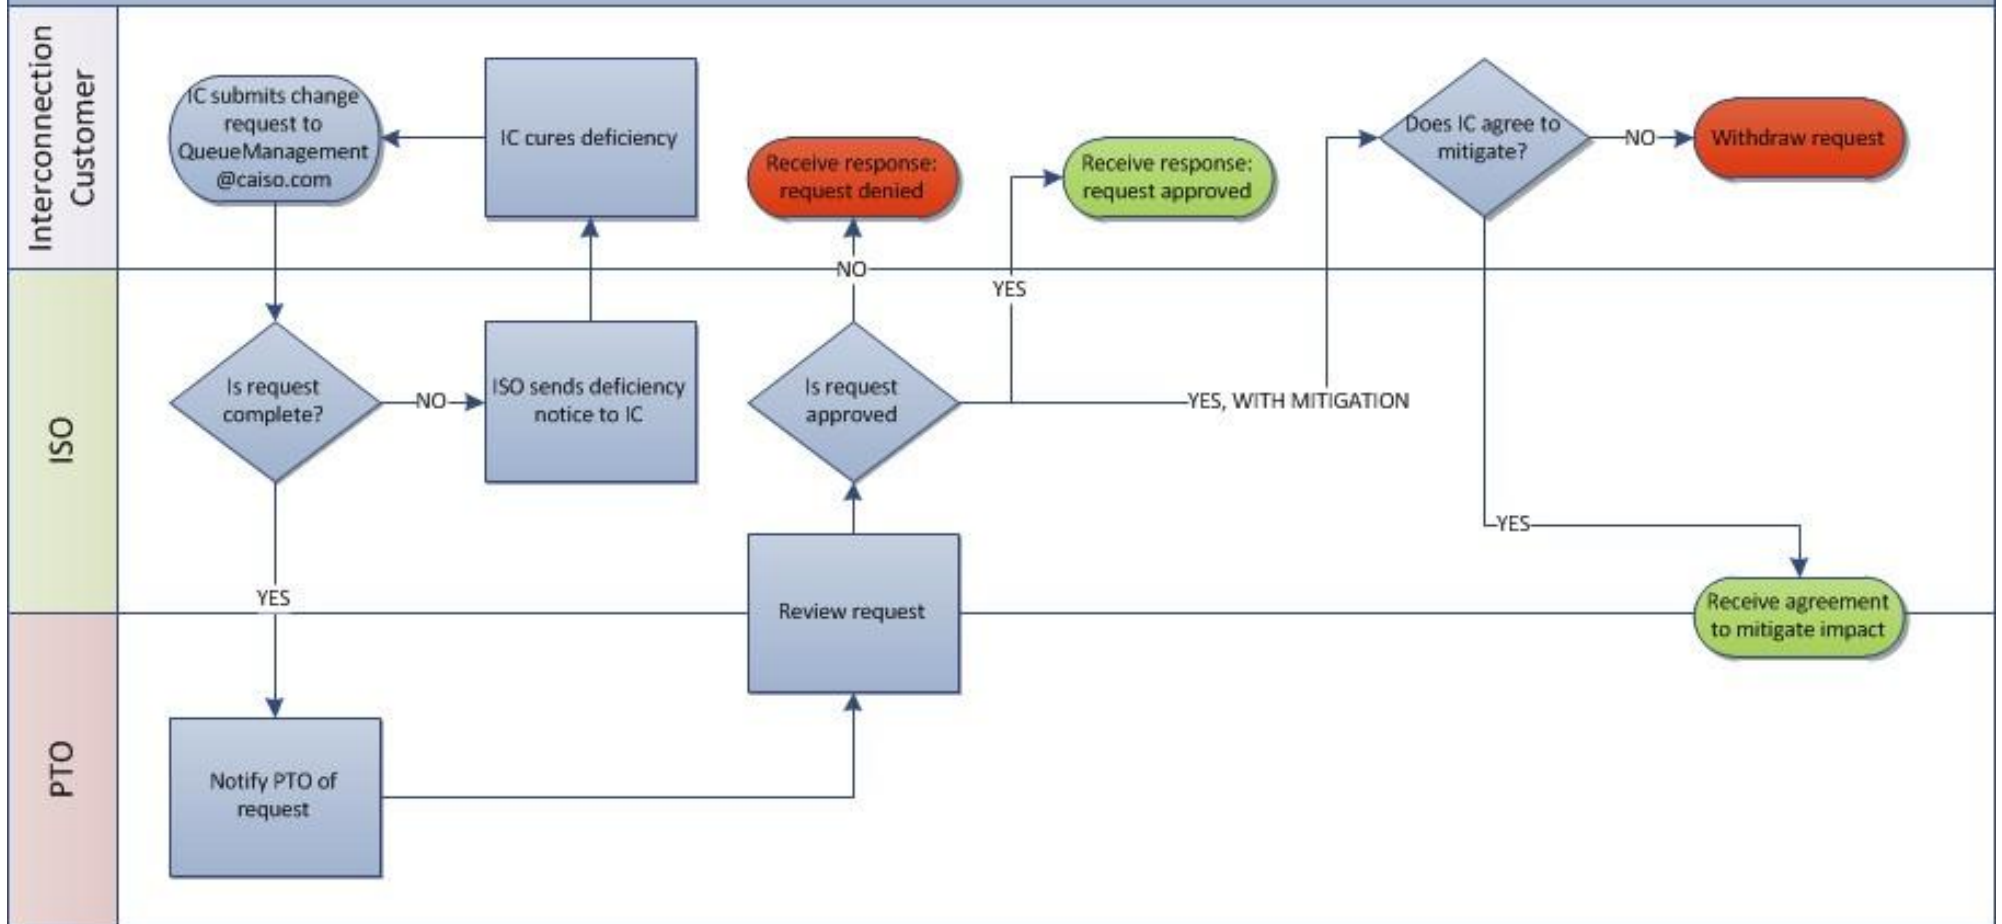 Interconnection
Customer
IC submits change
request to
QueueManagement
@caiso.com
IC cures deficiency
Receive response:
request denied
Receive response:
request approved
Does IC agree to
mitigate?
NO
Withdraw request
NO
YES
ISO
Is request
complete?
NO
ISO sends deficiency
notice to IC
Is request
approved
YES, WITH MITIGATION
YES
YES
Review request
Receive agreement
to mitigate impact
PTO
Notify PTO of
request